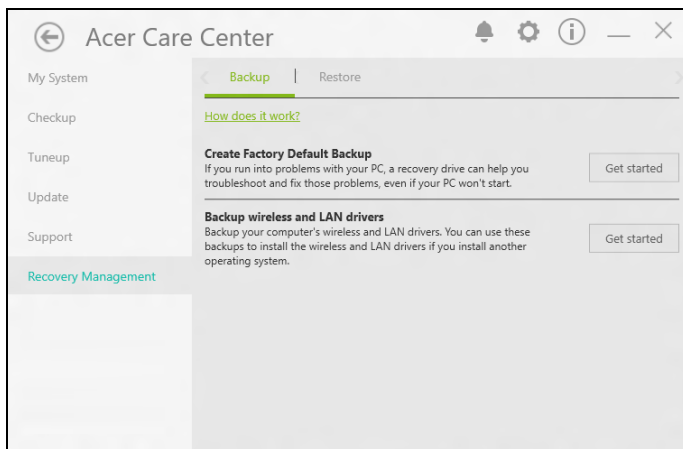 Acer Care Center
My System
Checkup
Tuneup
Update
Support
Recovery Management
Backup | Restore
How does it work?
Create Factory Default Backup
If you run into problems with your PC, a recovery drive can help you
troubleshoot and fix those problems, even if your PC won't start.
Get started
Backup wireless and LAN drivers
Backup your computer's wireless and LAN drivers. You can use these
backups to install the wireless and LAN drivers if you install another
operating system.
Get started